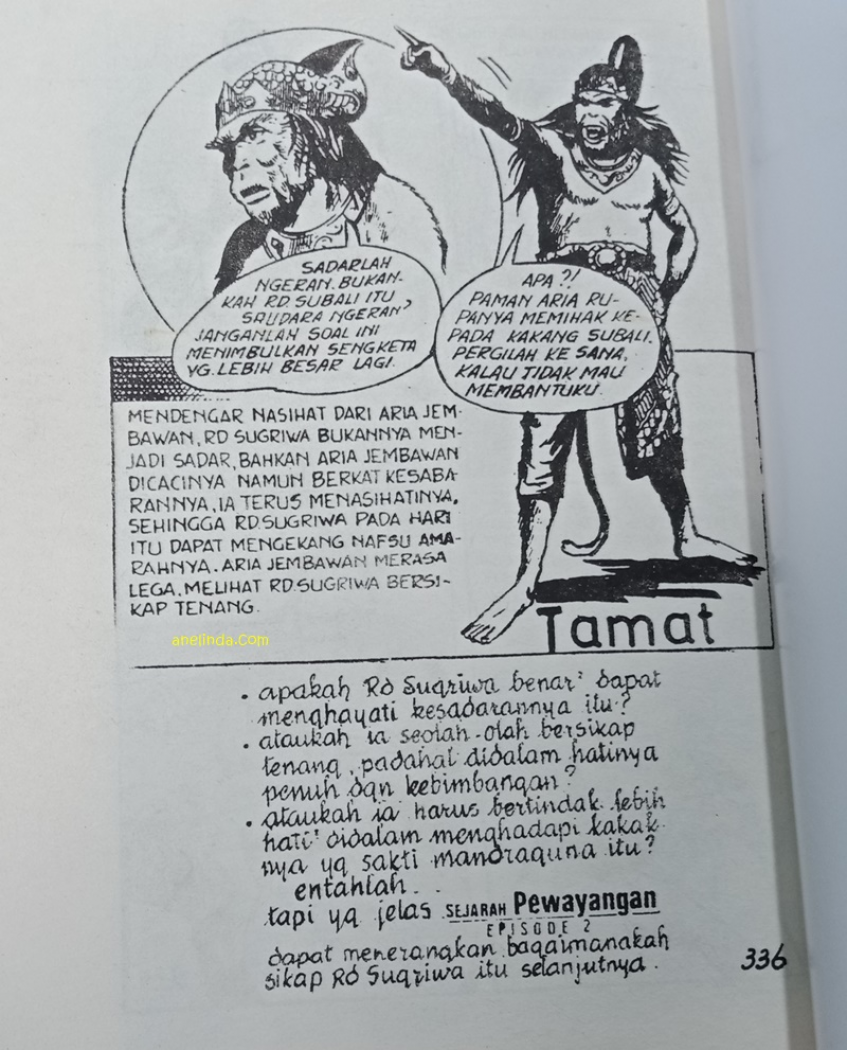 SADARLAH
NGERAN. BUKAN-
KAH RD. SUBALI ITU
SAUDARA NGERAN?
JANGANLAH SOAL INI
MENIMBULKAN SENGKETA
YG. LEBIH BESAR LAGI.
APA?!
PAMAN ARIA RU-
PANYA MEMIHAK KE-
PADA KAKANG SUBALI.
PERGILAH KE SANA,
KALAU TIDAK MAU
MEMBANTUKU.
MENDENGAR NASIHAT DARI ARIA JEM-
BAWAN, RD SUGRIWA BUKANNYA MEN-
JADI SADAR, BAHKAN ARIA JEMBAWAN
DICACINYA NAMUN BERKAT KESABA-
RANNYA, IA TERUS MENASIHATINYA,
SEHINGGA RD.SUGRIWA PADA HARI
ITU DAPAT MENGEKANG NAFSU AMA-
RAHNYA. ARIA JEMBAWAN MERASA
LEGA, MELIHAT RD.SUGRIWA BERSI-
KAP TENANG.
anelinda.com
Tamat
• apakah Rd Sugriwa benar² dapat
menghayati kesadarannya itu?
• ataukah ia seolah-olah bersikap
tenang, padahal didalam hatinya
penuh dgn kebimbangan?
• ataukah ia harus bertindak lebih
hati² didalam menghadapi kakak-
nya yg sakti mandraguna itu?
entahlah . .
tapi yg jelas SEJARAH Pewayangan
EPISODE 2
dapat menerangkan bagaimanakah
sikap Rd Sugriwa itu selanjutnya.
336